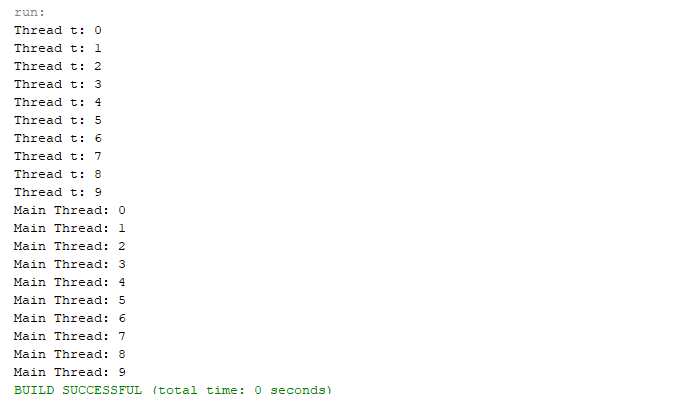 run:
Thread t: 0
Thread t: 1
Thread t: 2
Thread t: 3
Thread t: 4
Thread t: 5
Thread t: 6
Thread t: 7
Thread t: 8
Thread t: 9
Main Thread: 0
Main Thread: 1
Main Thread: 2
Main Thread: 3
Main Thread: 4
Main Thread: 5
Main Thread: 6
Main Thread: 7
Main Thread: 8
Main Thread: 9
BUILD SUCCESSFUL (total time: 0 seconds)